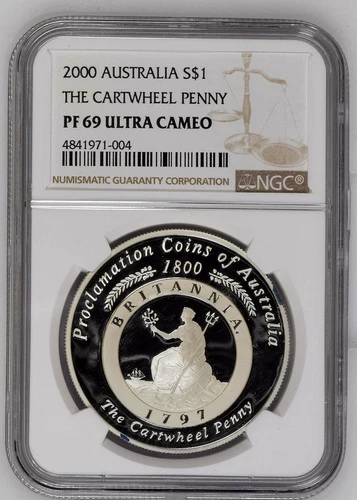 2000 AUSTRALIA S$1
THE CARTWHEEL PENNY
PF 69 ULTRA CAMEO
4841971-004
NUMISMATIC GUARANTY CORPORATION
NGC®
Proclamation Coins of Australia
1800
BRITANNIA.
1797
The Cartwheel Penny